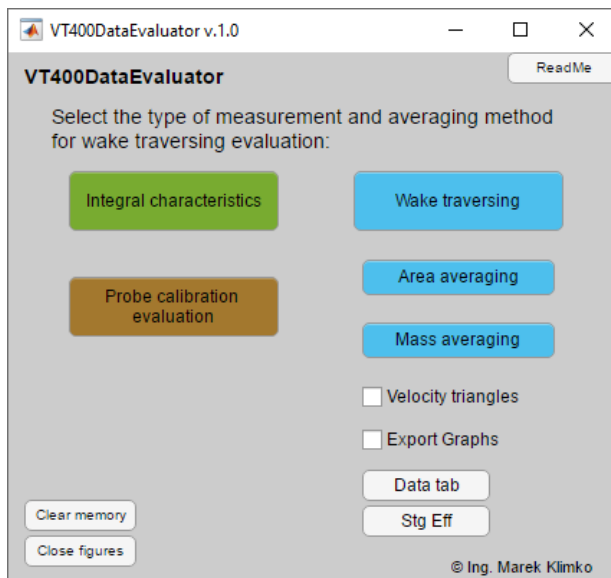 VT400DataEvaluator v.1.0
ReadMe
VT400DataEvaluator
Select the type of measurement and averaging method
for wake traversing evaluation:
Integral characteristics
Wake traversing
Probe calibration
evaluation
Area averaging
Mass averaging
Velocity triangles
Export Graphs
Data tab
Stg Eff
Clear memory
Close figures
© Ing. Marek Klimko